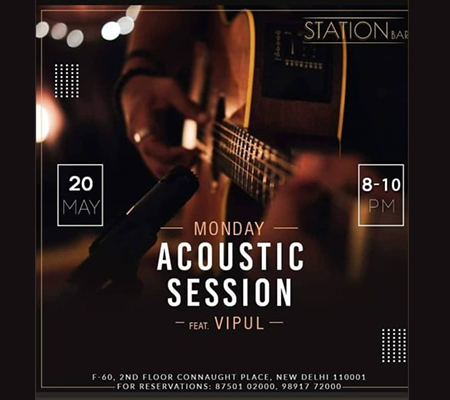 STATION BAR
20
MAY
8-10
PM
MONDAY
ACOUSTIC
SESSION
FEAT. VIPUL
F-60, 2ND FLOOR CONNAUGHT PLACE, NEW DELHI 110001
FOR RESERVATIONS: 87501 02000, 98917 72000